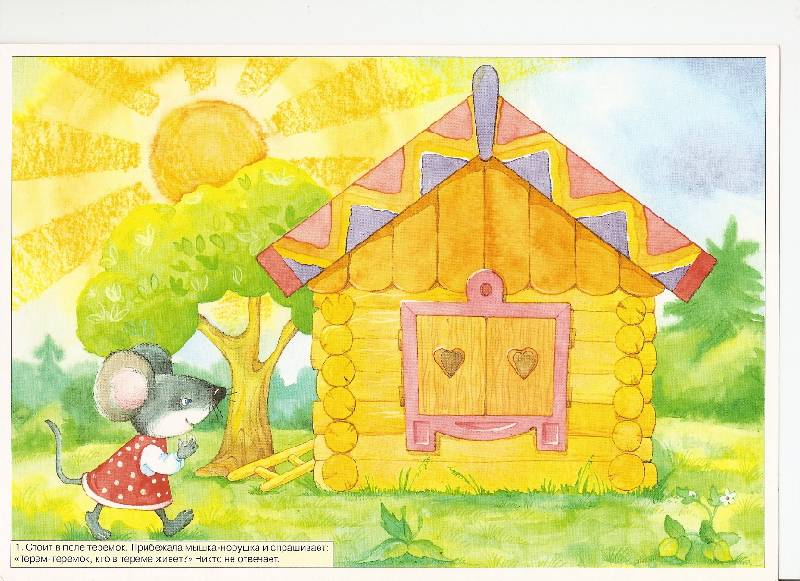 1. Стоит в поле теремок. Прибежала мышка-норушка и спрашивает:
«Терем-теремок, кто в тереме живет?» Никто не отвечает.